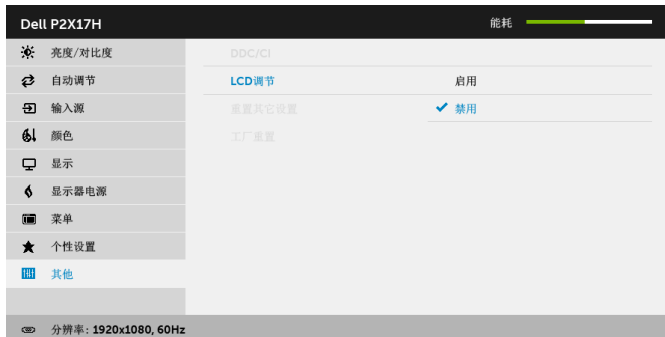 Dell P2X17H 能耗
亮度/对比度 DDC/CI
自动调节 LCD调节 启用
输入源 重置其它设置 禁用
颜色 工厂重置
显示
显示器电源
菜单
个性设置
其他
分辨率: 1920x1080, 60Hz